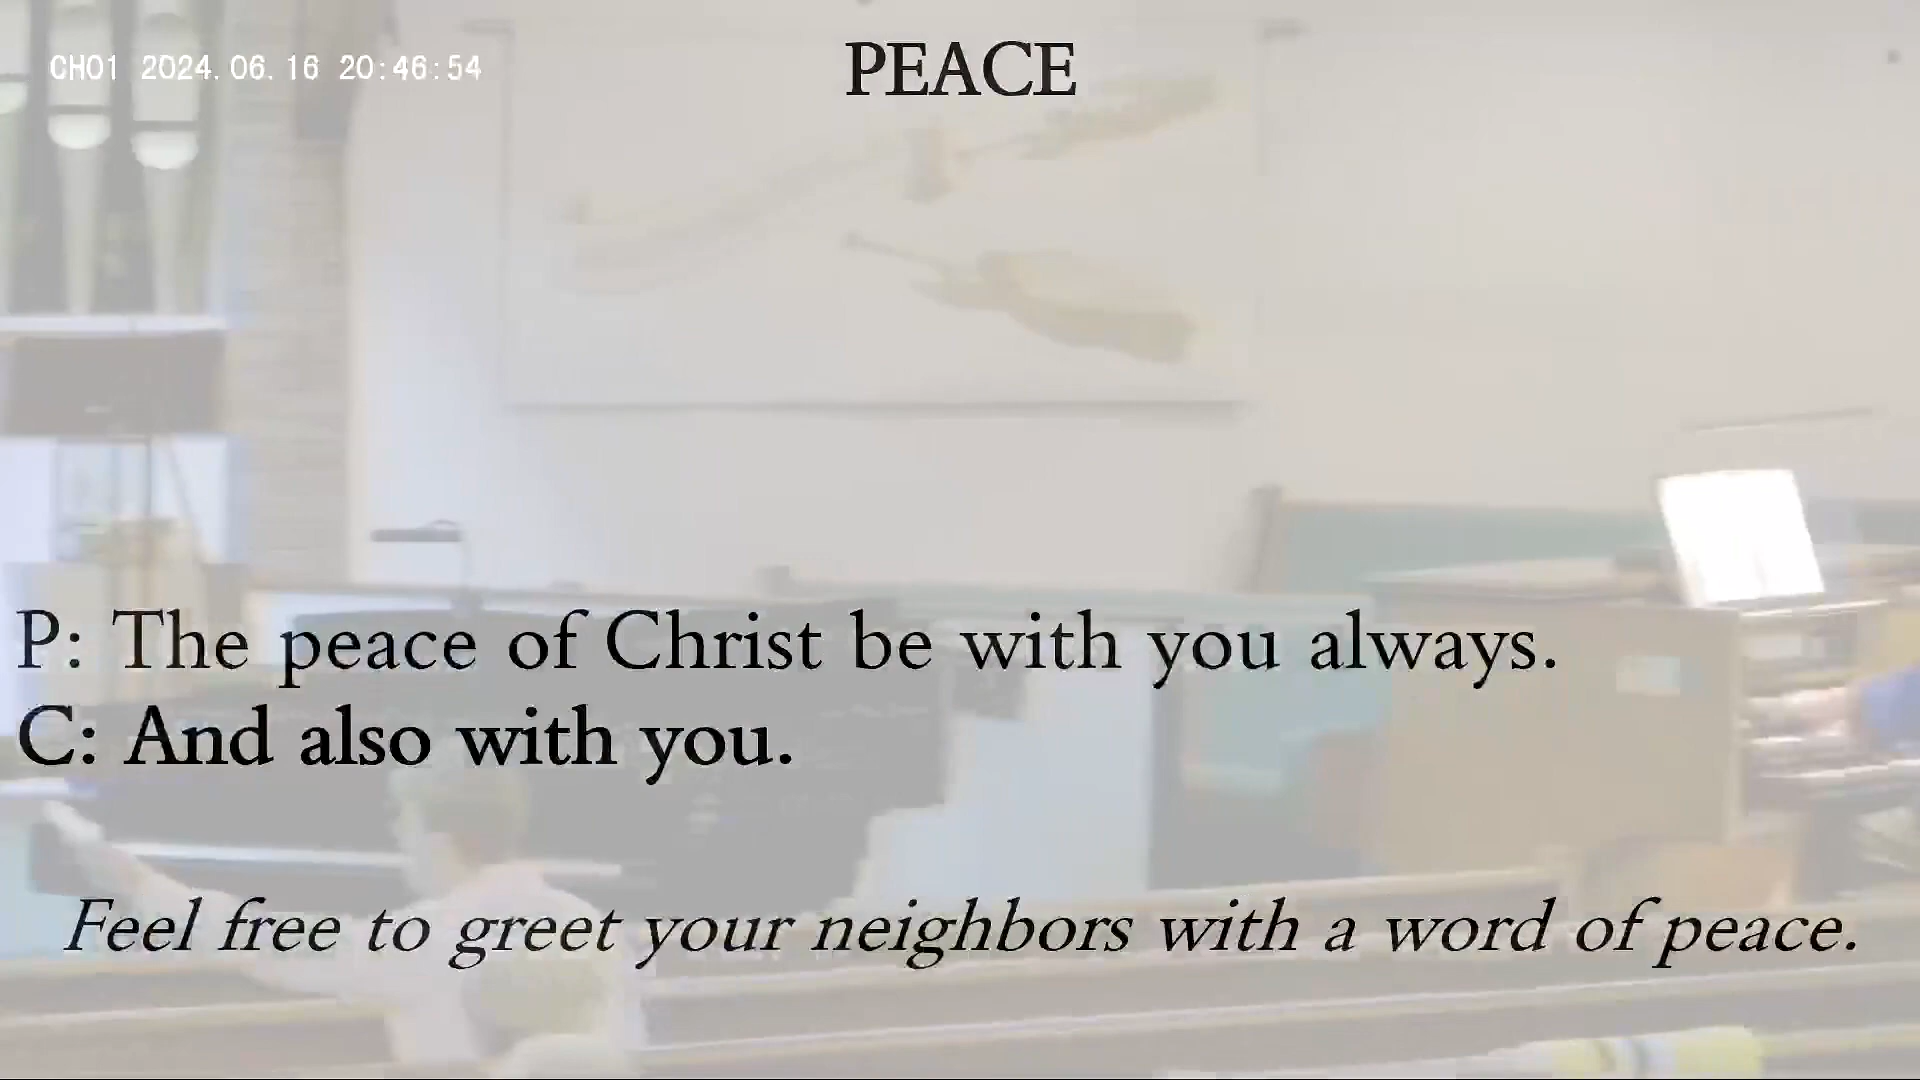 PEACE
CH01 2024.06.16 20:46:54
P: The peace of Christ be with you always.
C: And also with you.
Feel free to greet your neighbors with a word of peace.